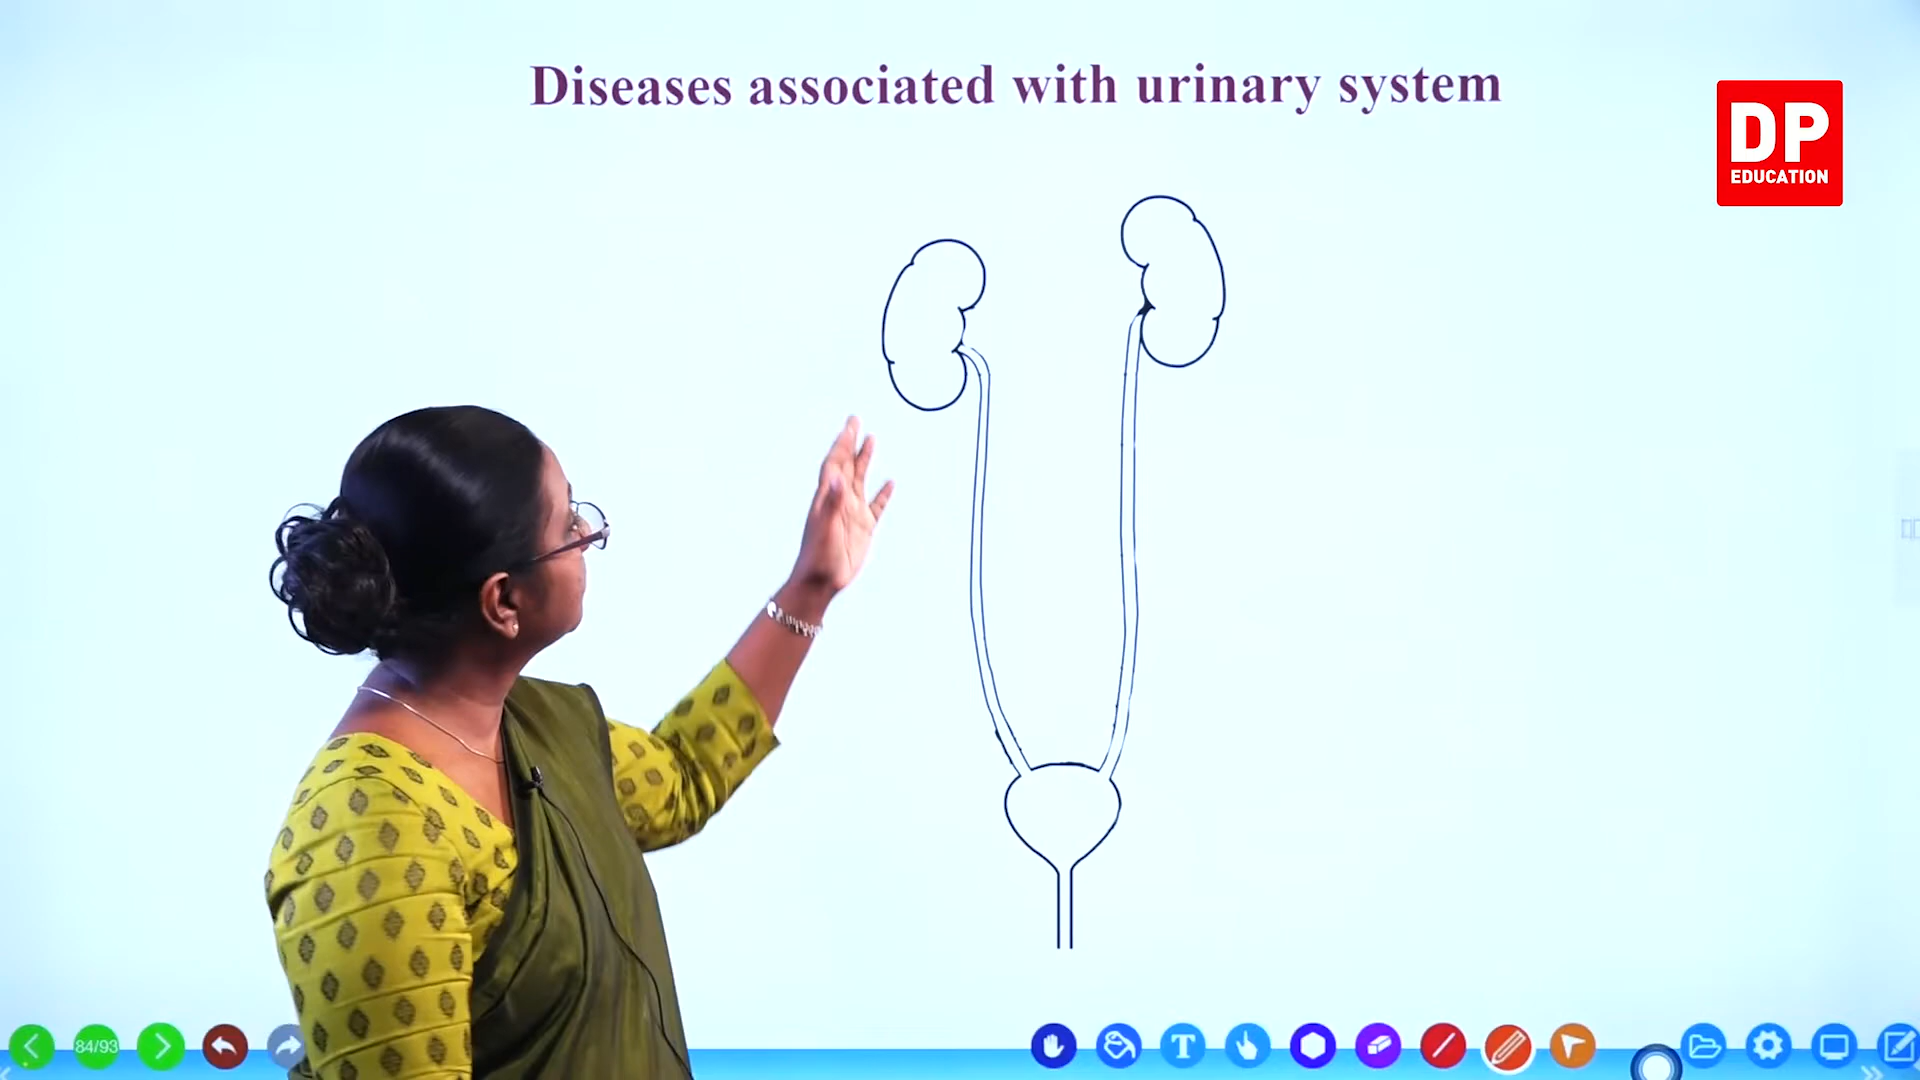 Diseases associated with urinary system
DP
EDUCATION
84/93
T